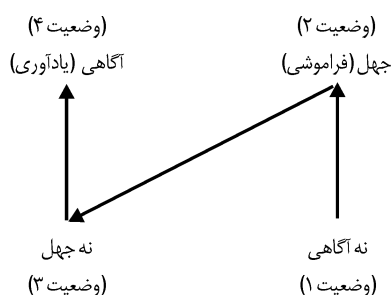 (وضعیت ۲)
جهل (فراموشی)
(وضعیت ۴)
آگاهی (یادآوری)
نه آگاهی
(وضعیت ۱)
نه جهل
(وضعیت ۳)